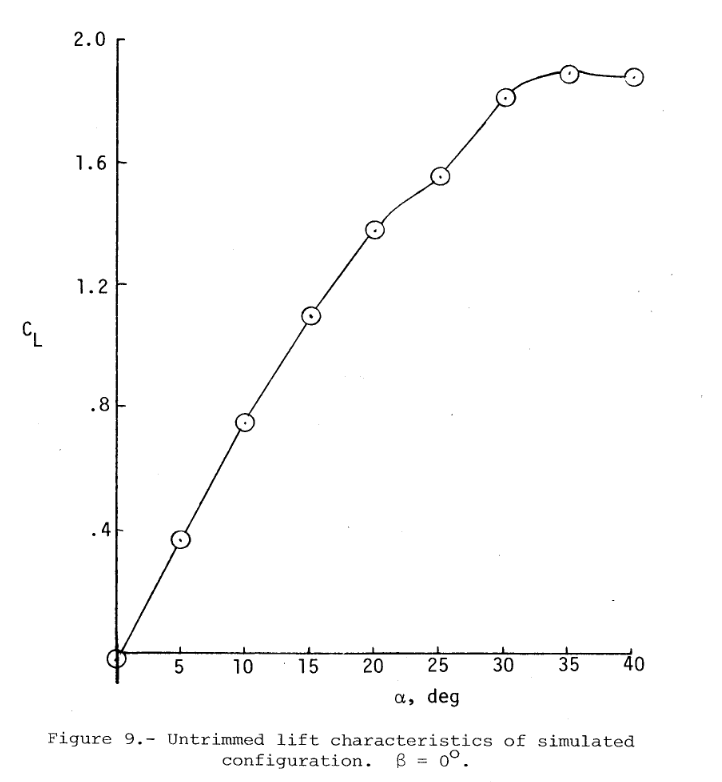 2.0
1.6
1.2
.8
.4
C_L
5 10 15 20 25 30 35 40
α, deg
Figure 9.- Untrimmed lift characteristics of simulated
configuration. β = 0°.